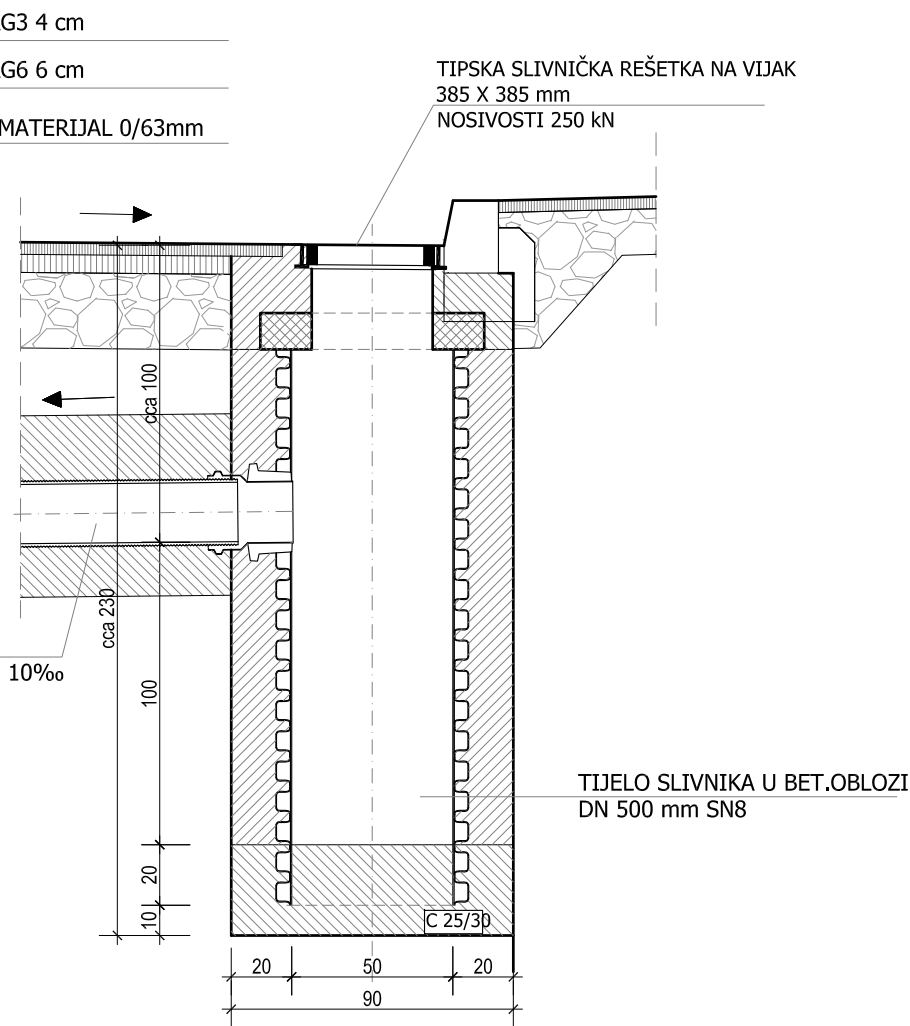 G3 4 cm
G6 6 cm
MATERIJAL 0/63mm
TIPSKA SLIVNIČKA REŠETKA NA VIJAK
385 X 385 mm
NOSIVOSTI 250 kN
cca 100
cca 230
10‰
100
TIJELO SLIVNIKA U BET.OBLOZI
DN 500 mm SN8
20
10
C 25/30
20
50
20
90